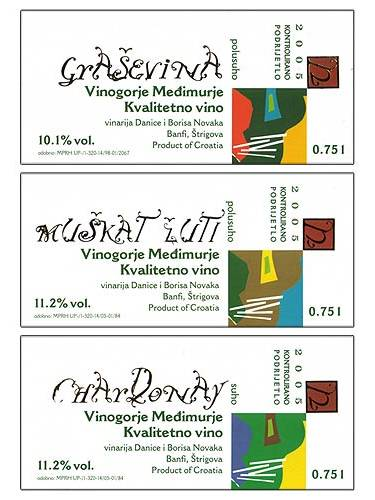 GrAŠEViNA
Vinogorje Međimurje
Kvalitetno vino
vinarija Danice i Borisa Novaka
Banfi, Štrigova
Product of Croatia
10.1% vol.
odobrio: MPRH UP-/1-320-14/98-01/2067
polusuho
KONTROLIRANO
PODRIJETLO
2005
0.75 l
MUŠKAT ŽUTI
Vinogorje Međimurje
Kvalitetno vino
vinarija Danice i Borisa Novaka
Banfi, Štrigova
Product of Croatia
11.2% vol.
odobrio: MPRH UP-/1-320-14/05-01/84
polusuho
KONTROLIRANO
PODRIJETLO
2005
0.75 l
CHArDONAY
Vinogorje Međimurje
Kvalitetno vino
vinarija Danice i Borisa Novaka
Banfi, Štrigova
Product of Croatia
11.2% vol.
odobrio: MPRH UP-/1-320-14/05-01/84
suho
KONTROLIRANO
PODRIJETLO
2005
0.75 l